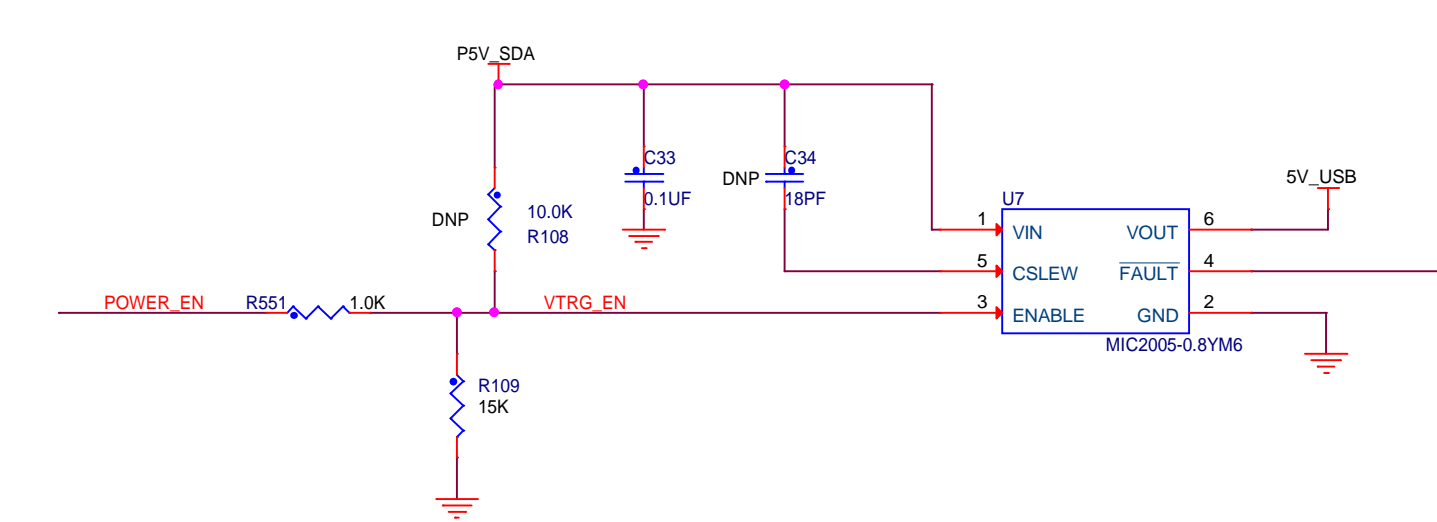 P5V_SDA
C33
C34
DNP
0.1UF
18PF
5V_USB
U7
DNP
10.0K
R108
1
VIN
VOUT
6
5
CSLEW
FAULT
4
POWER_EN
R551
1.0K
VTRG_EN
3
ENABLE
GND
2
MIC2005-0.8YM6
R109
15K